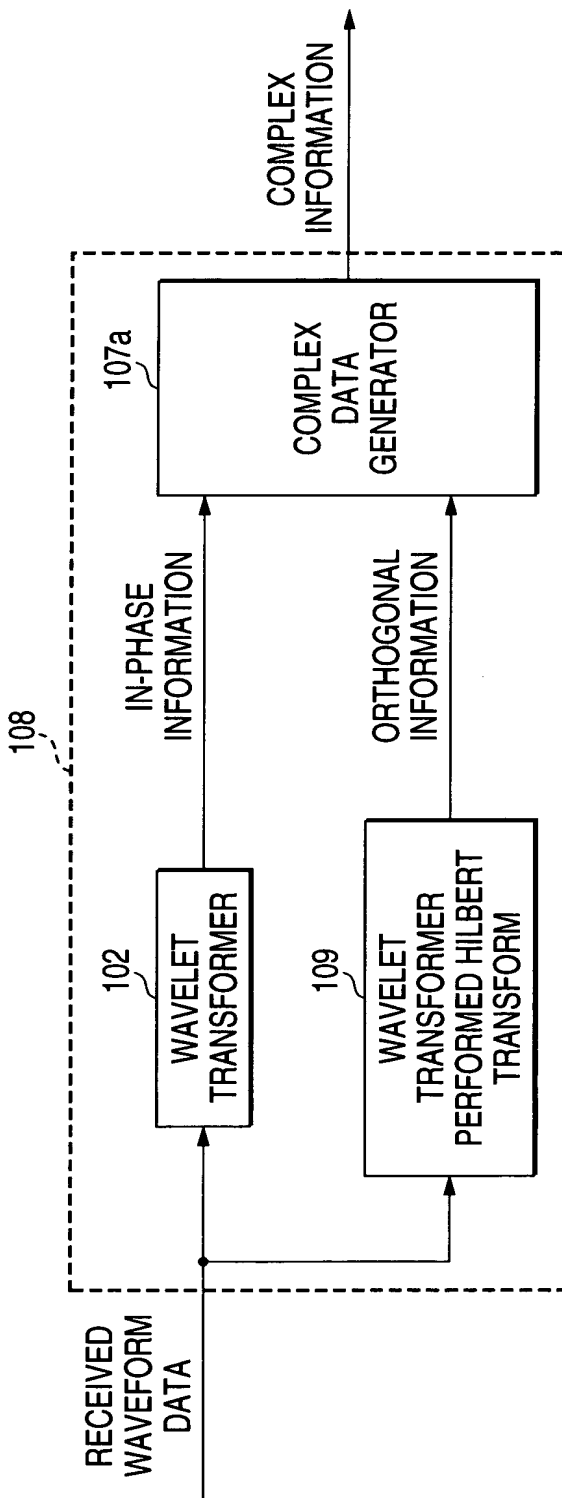 108
RECEIVED
WAVEFORM
DATA
102
WAVELET
TRANSFORMER
IN-PHASE
INFORMATION
109
WAVELET
TRANSFORMER
PERFORMED HILBERT
TRANSFORM
ORTHOGONAL
INFORMATION
107a
COMPLEX
DATA
GENERATOR
COMPLEX
INFORMATION